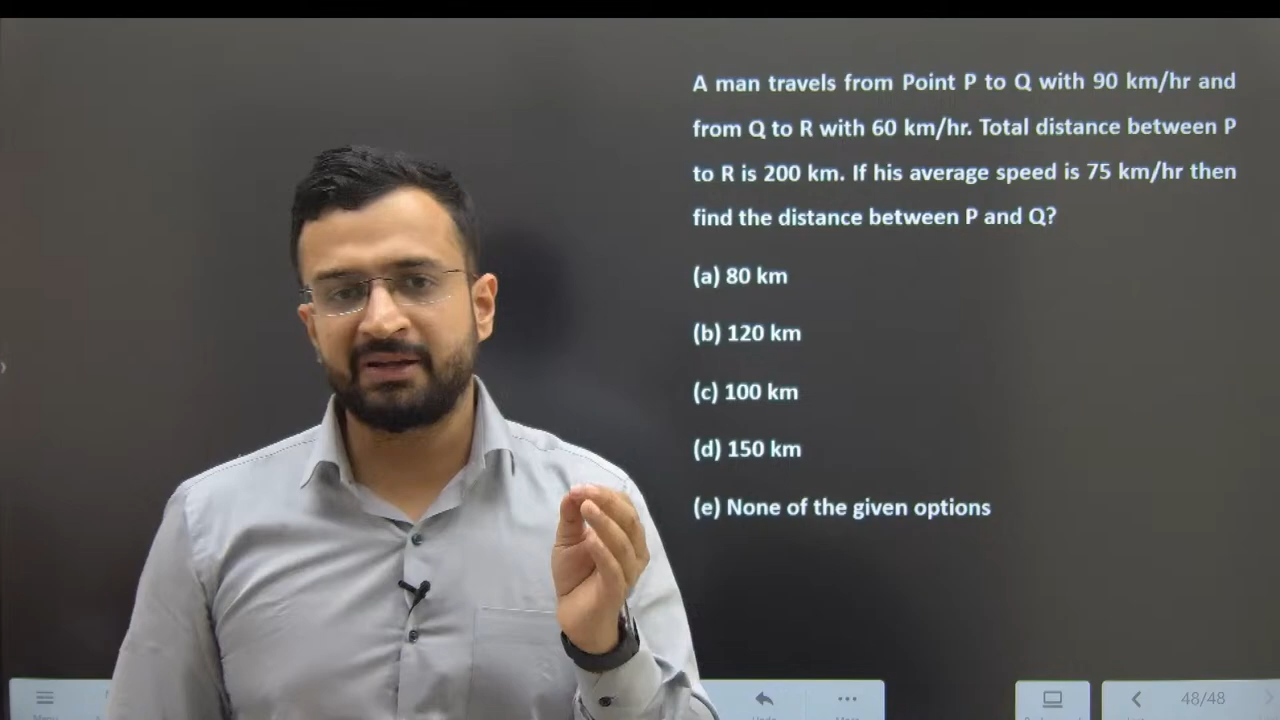 A man travels from Point P to Q with 90 km/hr and
from Q to R with 60 km/hr. Total distance between P
to R is 200 km. If his average speed is 75 km/hr then
find the distance between P and Q?
(a) 80 km
(b) 120 km
(c) 100 km
(d) 150 km
(e) None of the given options
48/48